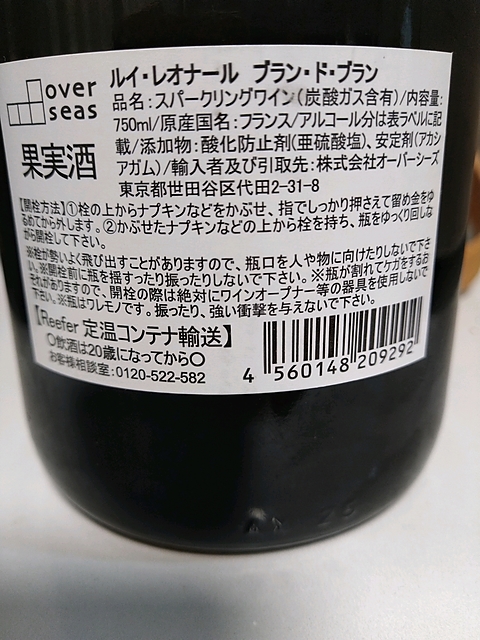 over
seas
ルイ・レオナール ブラン・ド・ブラン
品名:スパークリングワイン(炭酸ガス含有)/内容量:
750ml/原産国名:フランス/アルコール分は表ラベルに記
載/添加物:酸化防止剤(亜硫酸塩)、安定剤(アカシ
アガム)/輸入者及び引取先:株式会社オーバーシーズ
東京都世田谷区代田2-31-8
果実酒
【開栓方法】①栓の上からナプキンなどをかぶせ、指でしっかり押さえて留め金をゆ
るめてから外します。②かぶせたナプキンなどの上から栓を持ち、瓶をゆっくり回しな
がら開栓して下さい。
※栓が勢いよく飛び出すことがありますので、瓶口を人や物に向けたりしないで下さ
い。※開栓前に瓶を揺すったり振ったりしないで下さい。※瓶が割れてケガをするお
それがありますので、開栓の際は絶対にワインオープナー等の器具を使用しないで
下さい。※瓶はワレモノです。振ったり、強い衝撃を与えないで下さい。
【Reefer 定温コンテナ輸送】
〇飲酒は20歳になってから〇
お客様相談室:0120-522-582
4 560148 209292